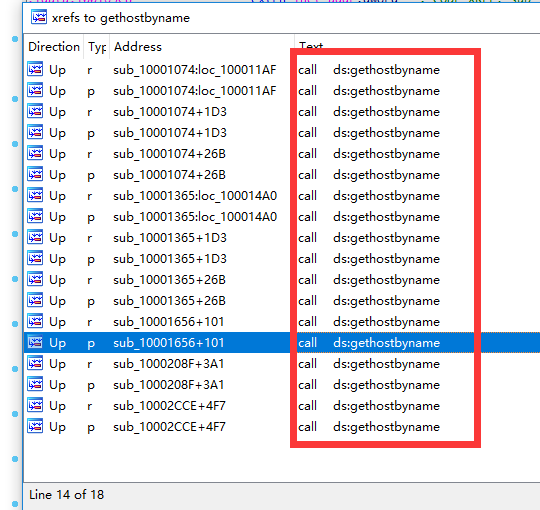 xrefs to gethostbyname
Direction Typ Address Text
Up r sub_10001074:loc_100011AF call ds:gethostbyname
Up p sub_10001074:loc_100011AF call ds:gethostbyname
Up r sub_10001074+1D3 call ds:gethostbyname
Up p sub_10001074+1D3 call ds:gethostbyname
Up r sub_10001074+26B call ds:gethostbyname
Up p sub_10001074+26B call ds:gethostbyname
Up r sub_10001365:loc_100014A0 call ds:gethostbyname
Up p sub_10001365:loc_100014A0 call ds:gethostbyname
Up r sub_10001365+1D3 call ds:gethostbyname
Up p sub_10001365+1D3 call ds:gethostbyname
Up r sub_10001365+26B call ds:gethostbyname
Up p sub_10001365+26B call ds:gethostbyname
Up r sub_10001656+101 call ds:gethostbyname
Up p sub_10001656+101 call ds:gethostbyname
Up r sub_1000208F+3A1 call ds:gethostbyname
Up p sub_1000208F+3A1 call ds:gethostbyname
Up r sub_10002CCE+4F7 call ds:gethostbyname
Up p sub_10002CCE+4F7 call ds:gethostbyname
Line 14 of 18